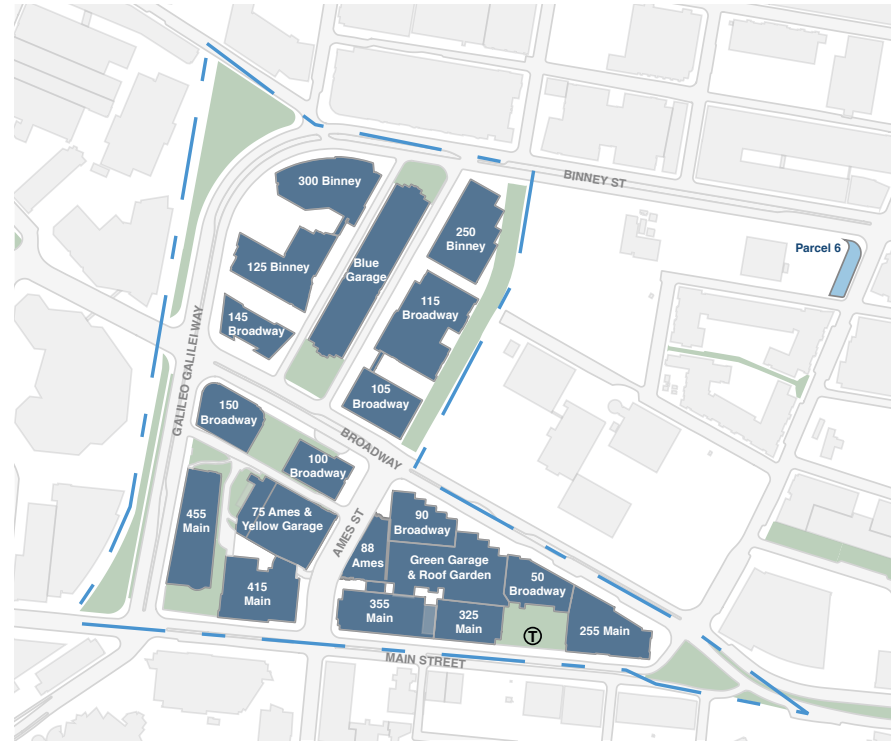 BINNEY ST
300 Binney
250
Binney
Parcel 6
125 Binney
Blue
Garage
115
Broadway
145
Broadway
GALILEO GALILEI WAY
105
Broadway
150
Broadway
BROADWAY
100
Broadway
455
Main
75 Ames &
Yellow Garage
AMES ST
90
Broadway
88
Ames
Green Garage
& Roof Garden
50
Broadway
415
Main
355
Main
325
Main
T
255 Main
MAIN STREET